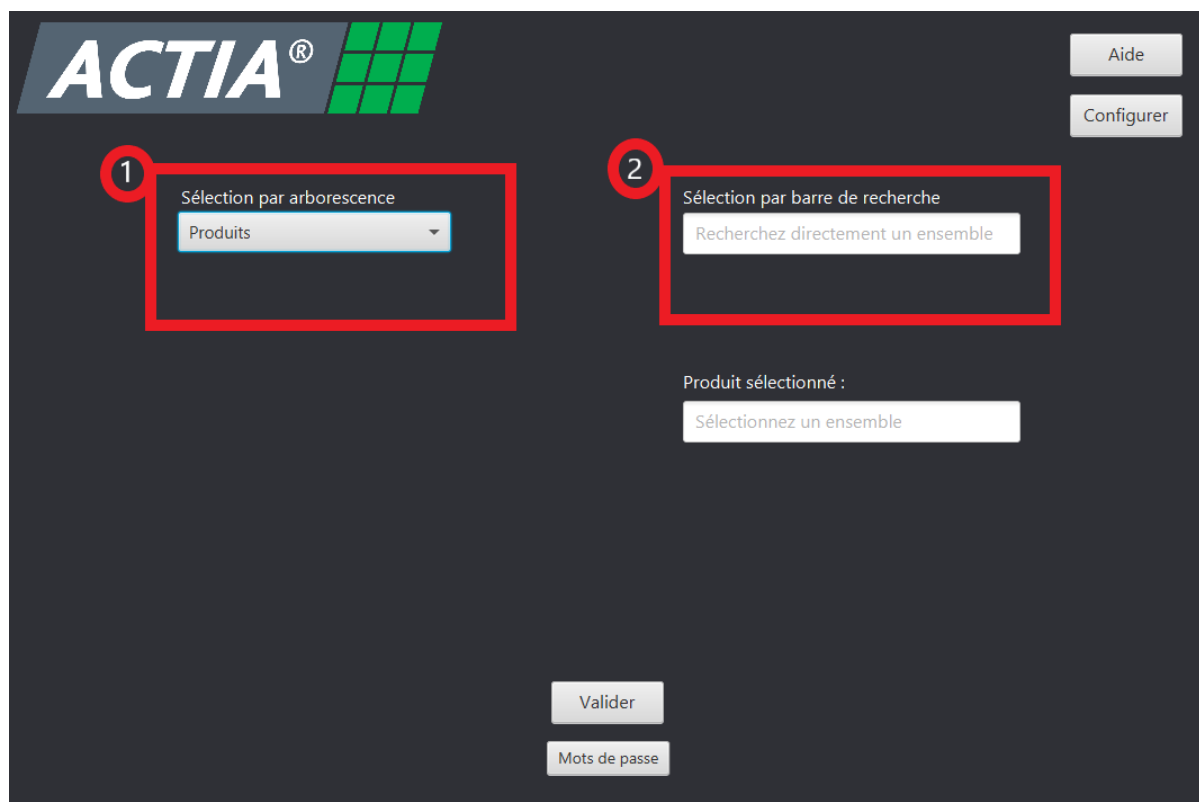 ACTIA®
Aide
Configurer
1
2
Sélection par arborescence
Produits
Sélection par barre de recherche
Recherchez directement un ensemble
Produit sélectionné :
Sélectionnez un ensemble
Valider
Mots de passe